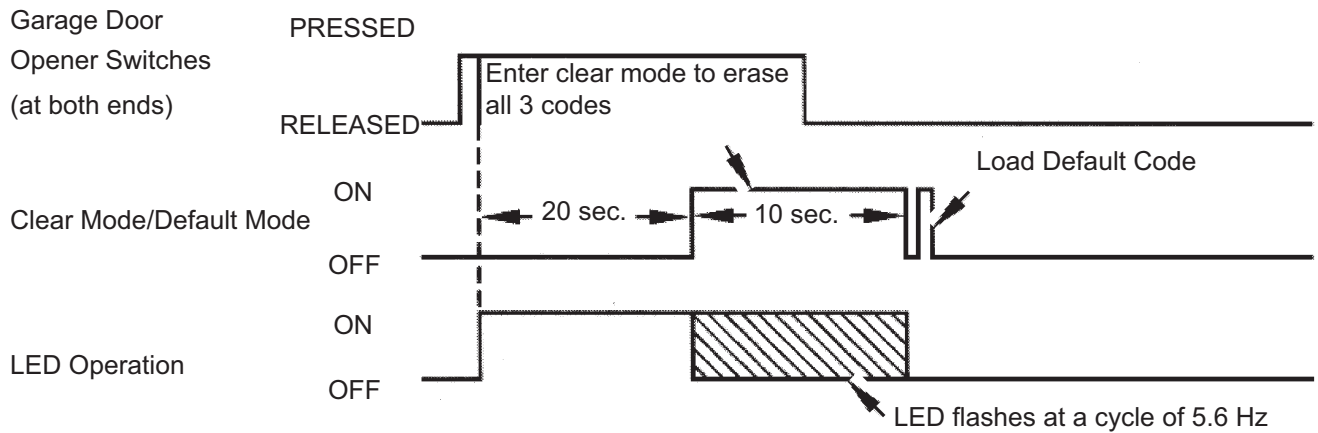 Garage Door
Opener Switches
(at both ends)
PRESSED
RELEASED
Enter clear mode to erase
all 3 codes
Load Default Code
Clear Mode/Default Mode
ON
OFF
20 sec.
10 sec.
LED Operation
ON
OFF
LED flashes at a cycle of 5.6 Hz